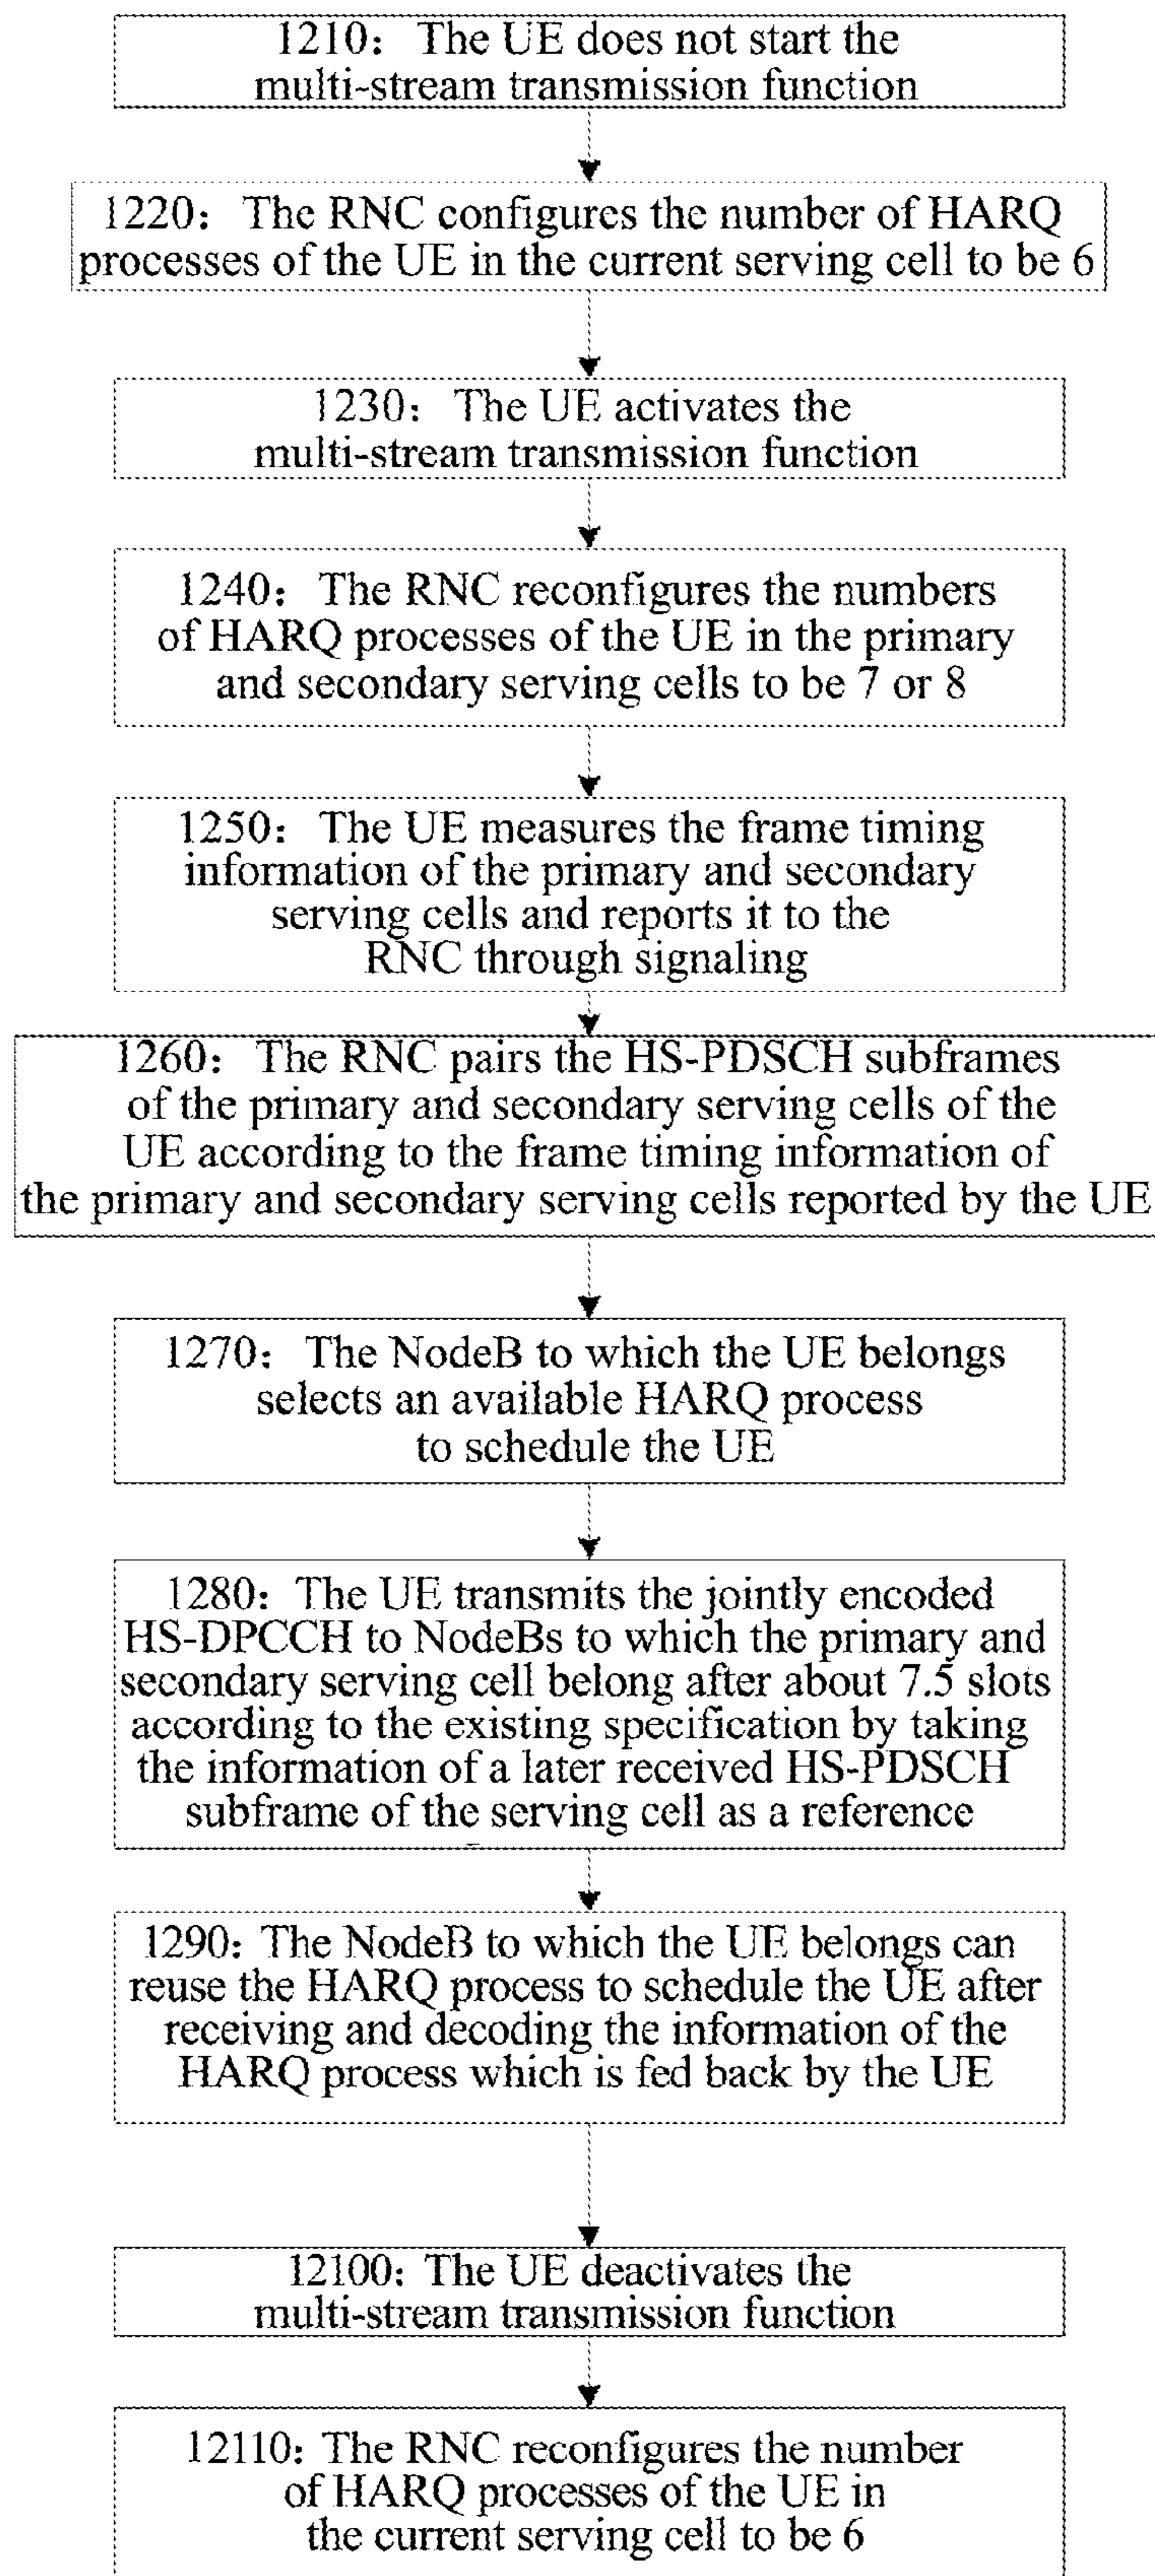 1210: The UE does not start the
multi-stream transmission function
1220: The RNC configures the number of HARQ
processes of the UE in the current serving cell to be 6
1230: The UE activates the
multi-stream transmission function
1240: The RNC reconfigures the numbers
of HARQ processes of the UE in the primary
and secondary serving cells to be 7 or 8
1250: The UE measures the frame timing
information of the primary and secondary
serving cells and reports it to the
RNC through signaling
1260: The RNC pairs the HS-PDSCH subframes
of the primary and secondary serving cells of the
UE according to the frame timing information of
the primary and secondary serving cells reported by the UE
1270: The NodeB to which the UE belongs
selects an available HARQ process
to schedule the UE
1280: The UE transmits the jointly encoded
HS-DPCCH to NodeBs to which the primary and
secondary serving cell belong after about 7.5 slots
according to the existing specification by taking
the information of a later received HS-PDSCH
subframe of the serving cell as a reference
1290: The NodeB to which the UE belongs can
reuse the HARQ process to schedule the UE after
receiving and decoding the information of the
HARQ process which is fed back by the UE
12100: The UE deactivates the
multi-stream transmission function
12110: The RNC reconfigures the number
of HARQ processes of the UE in
the current serving cell to be 6